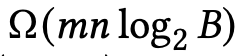 Ω(mn log₂ B)